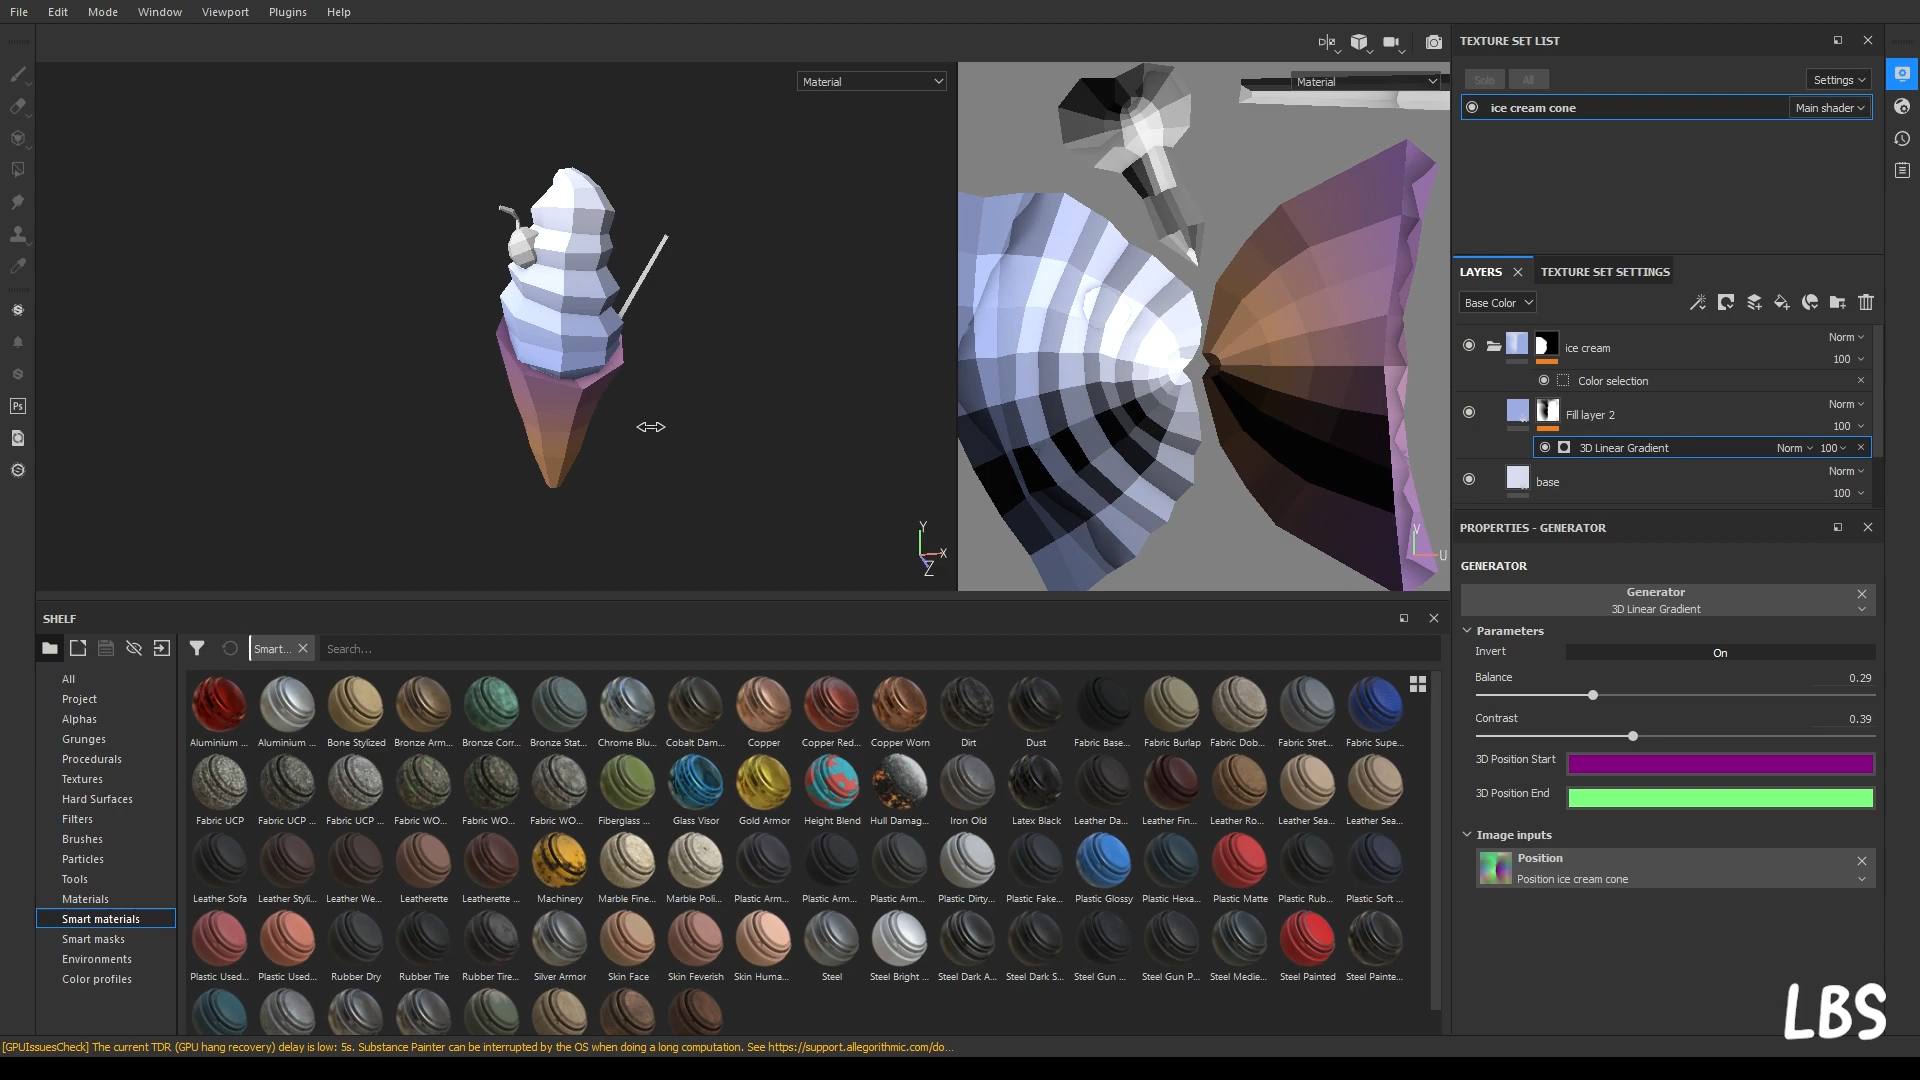 File Edit Mode Window Viewport Plugins Help
Material
Material
TEXTURE SET LIST
Solo All Settings
ice cream cone Main shader
LAYERS TEXTURE SET SETTINGS
Base Color
ice cream Norm 100
Color selection
Fill layer 2 Norm 100
3D Linear Gradient Norm 100
base Norm 100
PROPERTIES - GENERATOR
GENERATOR
Generator
3D Linear Gradient
Parameters
Invert On
Balance 0.29
Contrast 0.39
3D Position Start
3D Position End
Image inputs
Position
Position ice cream cone
Y
X
Z
V
U
Ps
SHELF
Smart... Search...
All
Project
Alphas
Grunges
Procedurals
Textures
Hard Surfaces
Filters
Brushes
Particles
Tools
Materials
Smart materials
Smart masks
Environments
Color profiles
Aluminium ... Aluminium ... Bone Stylized Bronze Arm... Bronze Corr... Bronze Stat... Chrome Blu... Cobalt Dam... Copper Copper Red... Copper Worn Dirt Dust Fabric Base... Fabric Burlap Fabric Dob... Fabric Stret... Fabric Supe...
Fabric UCP Fabric UCP ... Fabric UCP ... Fabric WO... Fabric WO... Fabric WO... Fiberglass ... Glass Visor Gold Armor Height Blend Hull Damag... Iron Old Latex Black Leather Da... Leather Fin... Leather Ro... Leather Sea... Leather Sea...
Leather Sofa Leather Styli... Leather We... Leatherette Leatherette ... Machinery Marble Fine... Marble Poli... Plastic Arm... Plastic Arm... Plastic Arm... Plastic Dirty... Plastic Fake... Plastic Glossy Plastic Hexa... Plastic Matte Plastic Rub... Plastic Soft ...
Plastic Used... Plastic Used... Rubber Dry Rubber Tire Rubber Tire... Silver Armor Skin Face Skin Feverish Skin Huma... Steel Steel Bright ... Steel Dark A... Steel Dark S... Steel Gun ... Steel Gun P... Steel Medie... Steel Painted Steel Painte...
LBS
[GPUIssuesCheck] The current TDR (GPU hang recovery) delay is low: 5s. Substance Painter can be interrupted by the OS when doing a long computation. See https://support.allegorithmic.com/do...